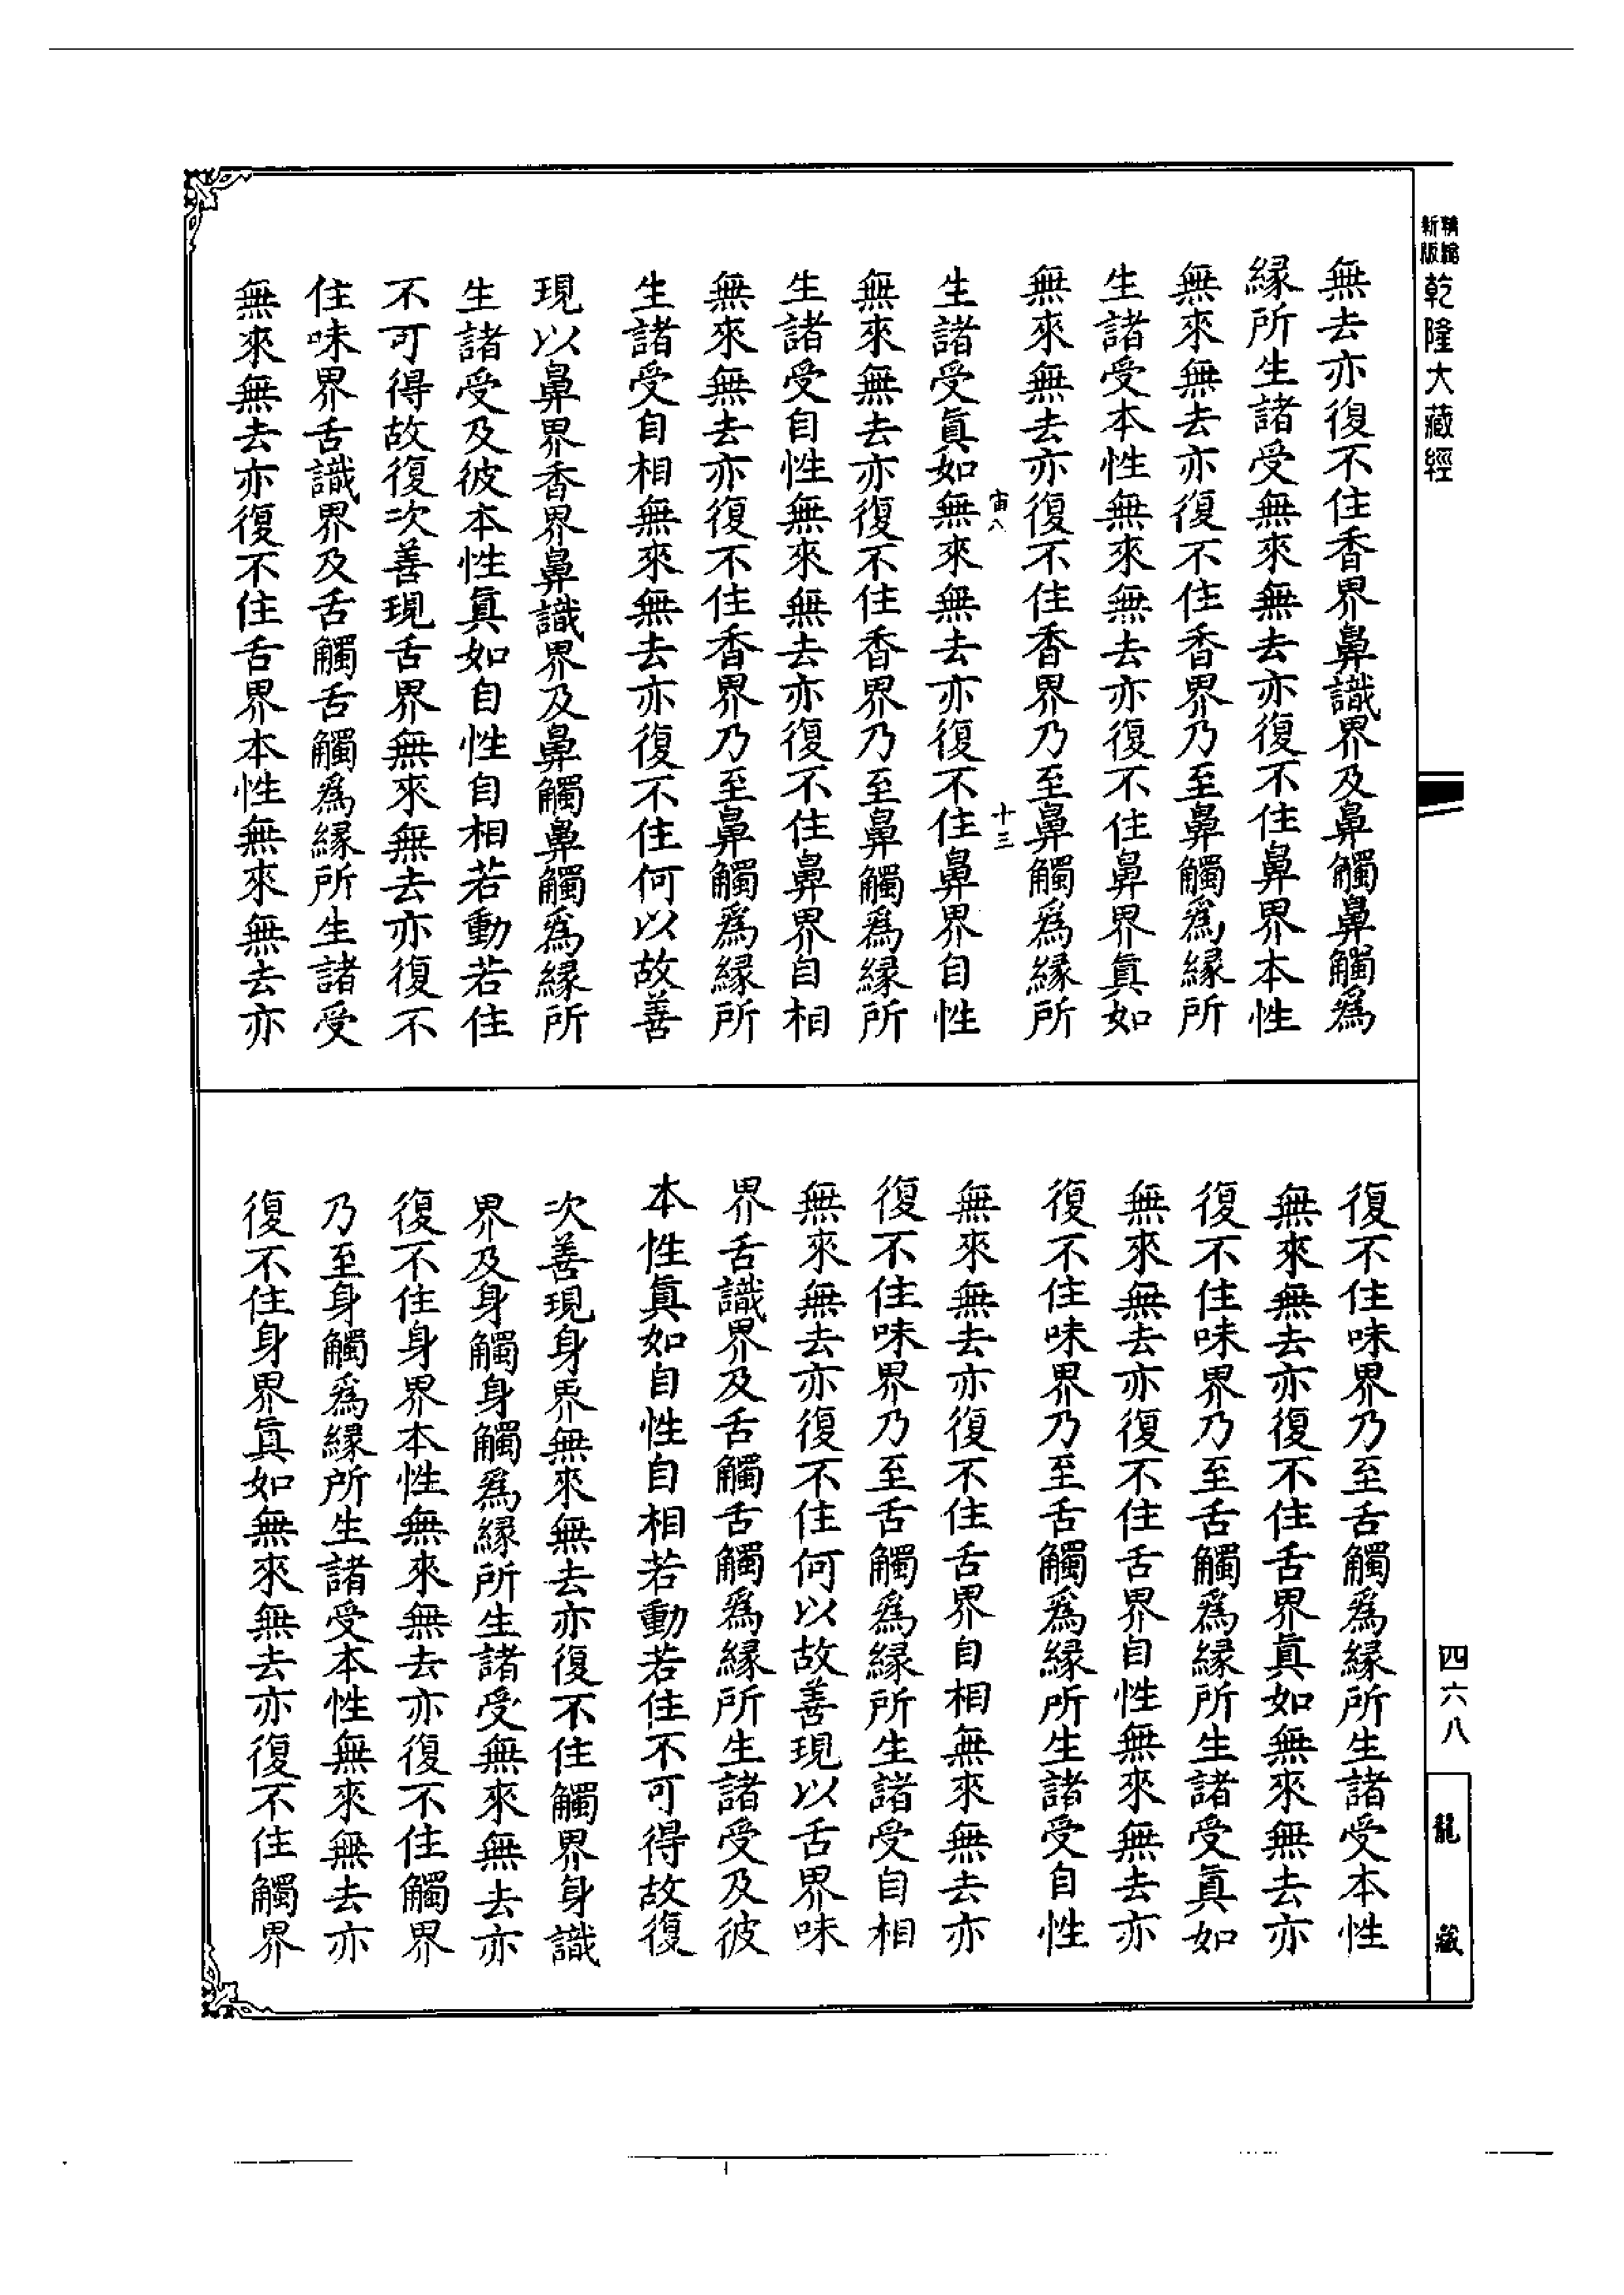 新版 精縮 乾隆大藏經
無去亦復不住香界鼻識界及鼻觸鼻觸為
緣所生諸受無來無去亦復不住鼻界本性
無來無去亦復不住香界乃至鼻觸為緣所
生諸受本性無來無去亦復不住鼻界真如
無來無去亦復不住香界乃至鼻觸為緣所
宙八 十三
生諸受真如無來無去亦復不住鼻界自性
無來無去亦復不住香界乃至鼻觸為緣所
生諸受自性無來無去亦復不住鼻界自相
無來無去亦復不住香界乃至鼻觸為緣所
生諸受自相無來無去亦復不住何以故善
現以鼻界香界鼻識界及鼻觸鼻觸為緣所
生諸受及彼本性真如自性自相若動若住
不可得故復次善現舌界無來無去亦復不
住味界舌識界及舌觸舌觸為緣所生諸受
無來無去亦復不住舌界本性無來無去亦
復不住味界乃至舌觸為緣所生諸受本性
無來無去亦復不住舌界真如無來無去亦
復不住味界乃至舌觸為緣所生諸受真如
無來無去亦復不住舌界自性無來無去亦
復不住味界乃至舌觸為緣所生諸受自性
無來無去亦復不住舌界自相無來無去亦
復不住味界乃至舌觸為緣所生諸受自相
無來無去亦復不住何以故善現以舌界味
界舌識界及舌觸舌觸為緣所生諸受及彼
本性真如自性自相若動若住不可得故復
次善現身界無來無去亦復不住觸界身識
界及身觸身觸為緣所生諸受無來無去亦
復不住身界本性無來無去亦復不住觸界
乃至身觸為緣所生諸受本性無來無去亦
復不住身界真如無來無去亦復不住觸界
四六八
龍藏